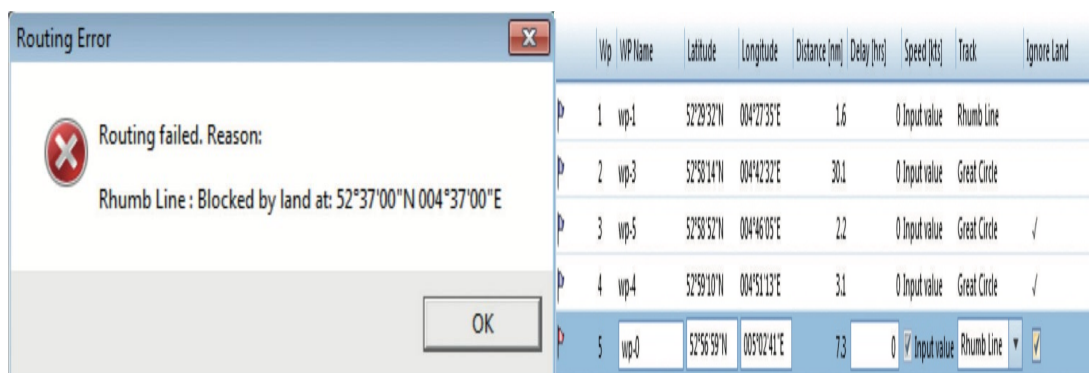 Routing Error
Routing failed. Reason:
Rhumb Line : Blocked by land at: 52°37'00"N 004°37'00"E
OK
Wp WP Name Latitude Longitude Distance [nm] Delay [hrs] Speed [kts] Track Ignore Land
1 wp-1 52°29'32"N 004°27'35"E 1.6 0 Input value Rhumb Line
2 wp-3 52°58'14"N 004°42'32"E 30.1 0 Input value Great Circle
3 wp-5 52°58'52"N 004°46'05"E 2.2 0 Input value Great Circle √
4 wp-4 52°59'10"N 004°51'13"E 3.1 0 Input value Great Circle √
5 wp-0 52°56'59"N 005°02'41"E 7.3 0 Input value Rhumb Line